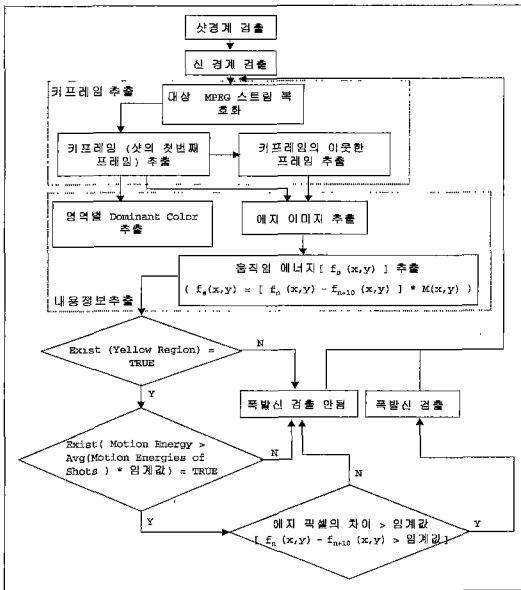 샷경계 검출
신 경계 검출
키프레임 추출
대상 MPEG 스트림 복
호화
키프레임 (샷의 첫번째
프레임) 추출
키프레임의 이웃한
프레임 추출
영역별 Dominant Color
추출
에지 이미지 추출
움직임 에너지[ fe (x,y) ] 추출
( fe(x,y) = [ fn (x,y) - fn+10 (x,y) ] * M(x,y) )
내용정보추출
Exist (Yellow Region) =
TRUE
N
Y
폭발신 검출 안됨
폭발신 검출
Exist( Motion Energy >
Avg(Motion Energies of
Shots ) * 임계값) = TRUE
N
Y
N
에지 픽셀의 차이 > 임계값
[ fn (x,y) - fn+10 (x,y) > 임계값]
Y